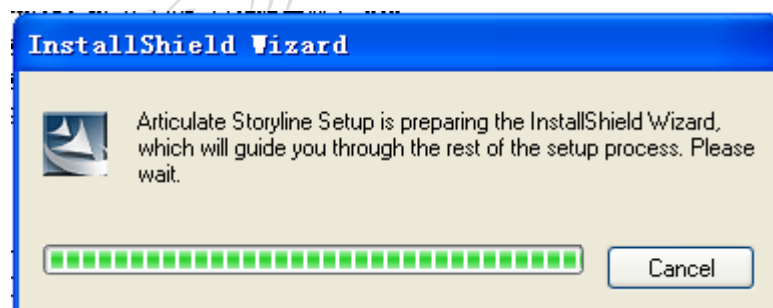 InstallShield Wizard
Articulate Storyline Setup is preparing the InstallShield Wizard,
which will guide you through the rest of the setup process. Please
wait.
Cancel